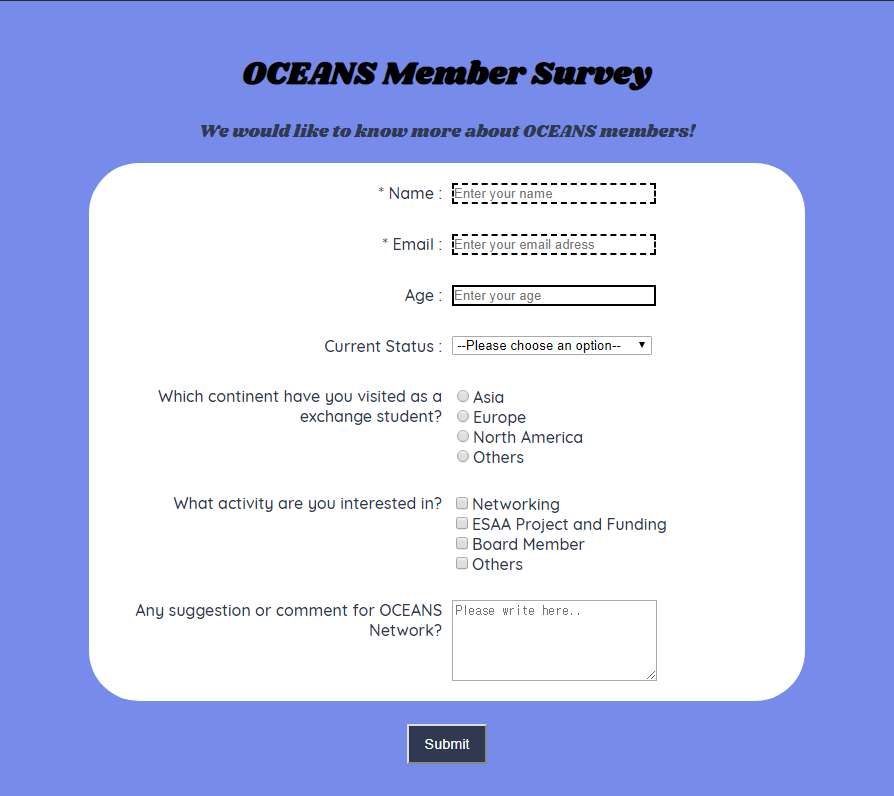 OCEANS Member Survey
We would like to know more about OCEANS members!
* Name : Enter your name
* Email : Enter your email adress
Age : Enter your age
Current Status : --Please choose an option--
Which continent have you visited as a
exchange student?
Asia
Europe
North America
Others
What activity are you interested in?
Networking
ESAA Project and Funding
Board Member
Others
Any suggestion or comment for OCEANS
Network?
Please write here..
Submit